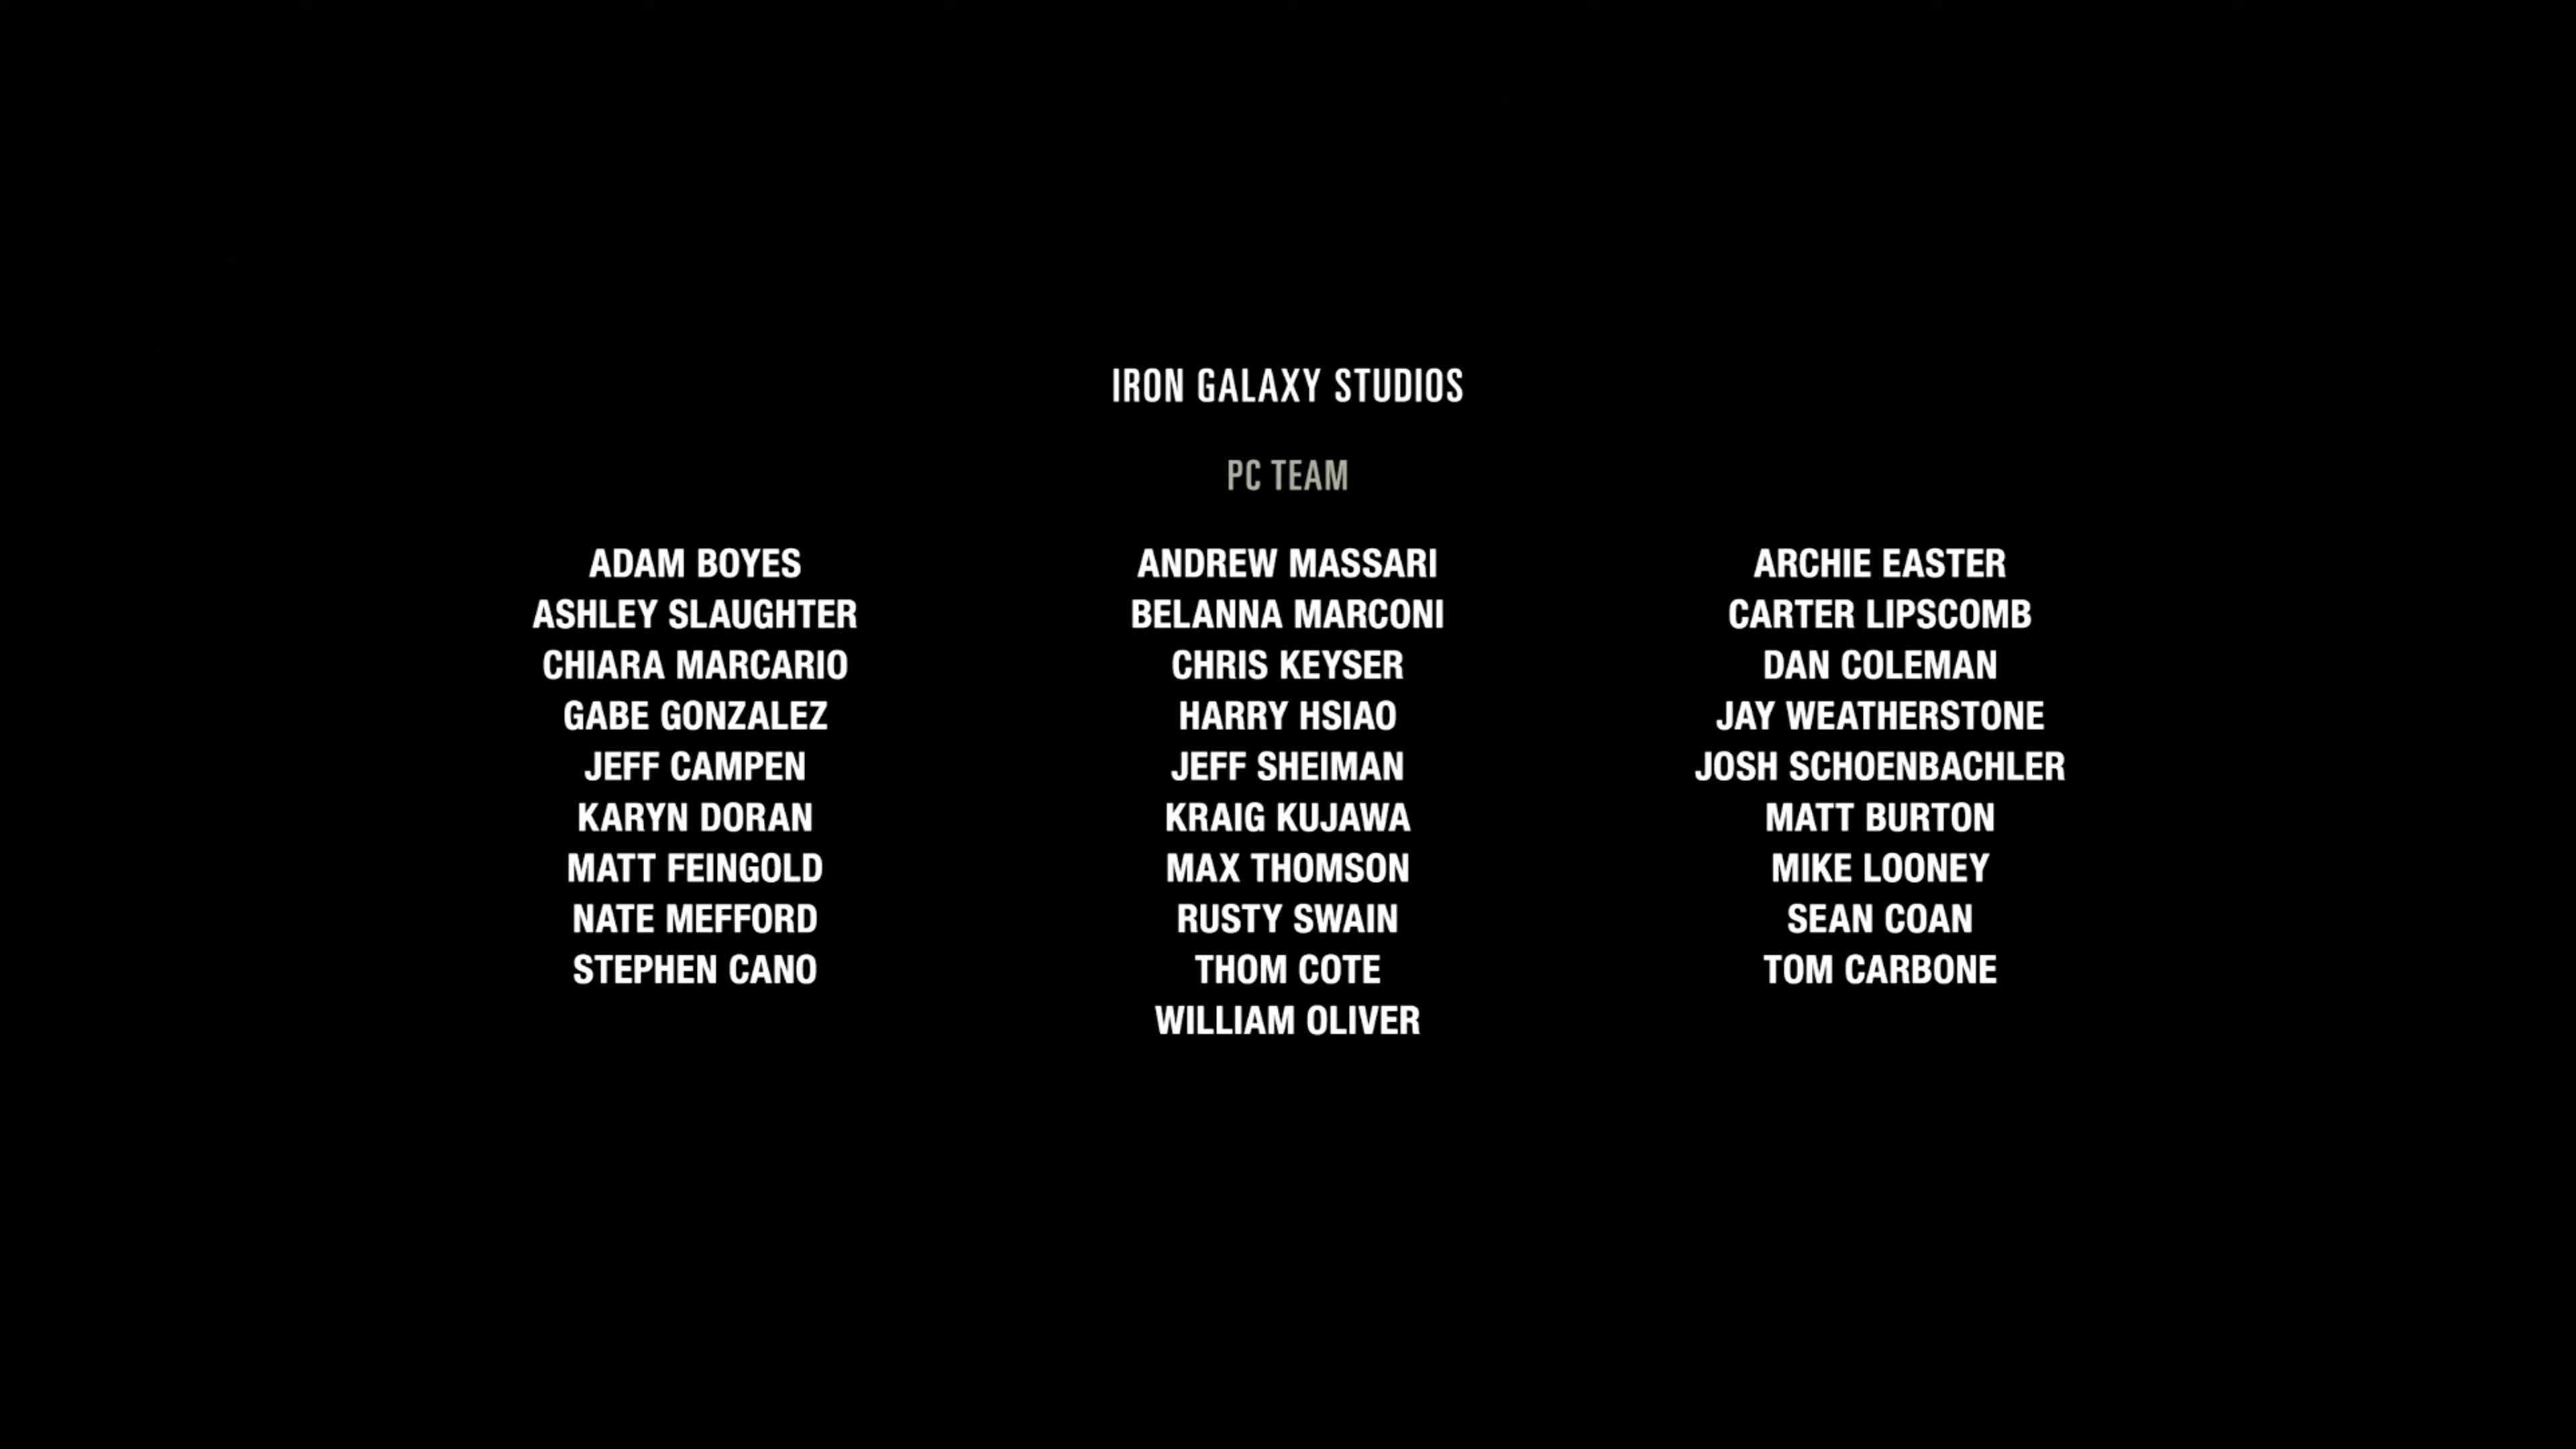 IRON GALAXY STUDIOS
PC TEAM
ADAM BOYES ANDREW MASSARI ARCHIE EASTER
ASHLEY SLAUGHTER BELANNA MARCONI CARTER LIPSCOMB
CHIARA MARCARIO CHRIS KEYSER DAN COLEMAN
GABE GONZALEZ HARRY HSIAO JAY WEATHERSTONE
JEFF CAMPEN JEFF SHEIMAN JOSH SCHOENBACHLER
KARYN DORAN KRAIG KUJAWA MATT BURTON
MATT FEINGOLD MAX THOMSON MIKE LOONEY
NATE MEFFORD RUSTY SWAIN SEAN COAN
STEPHEN CANO THOM COTE TOM CARBONE
WILLIAM OLIVER